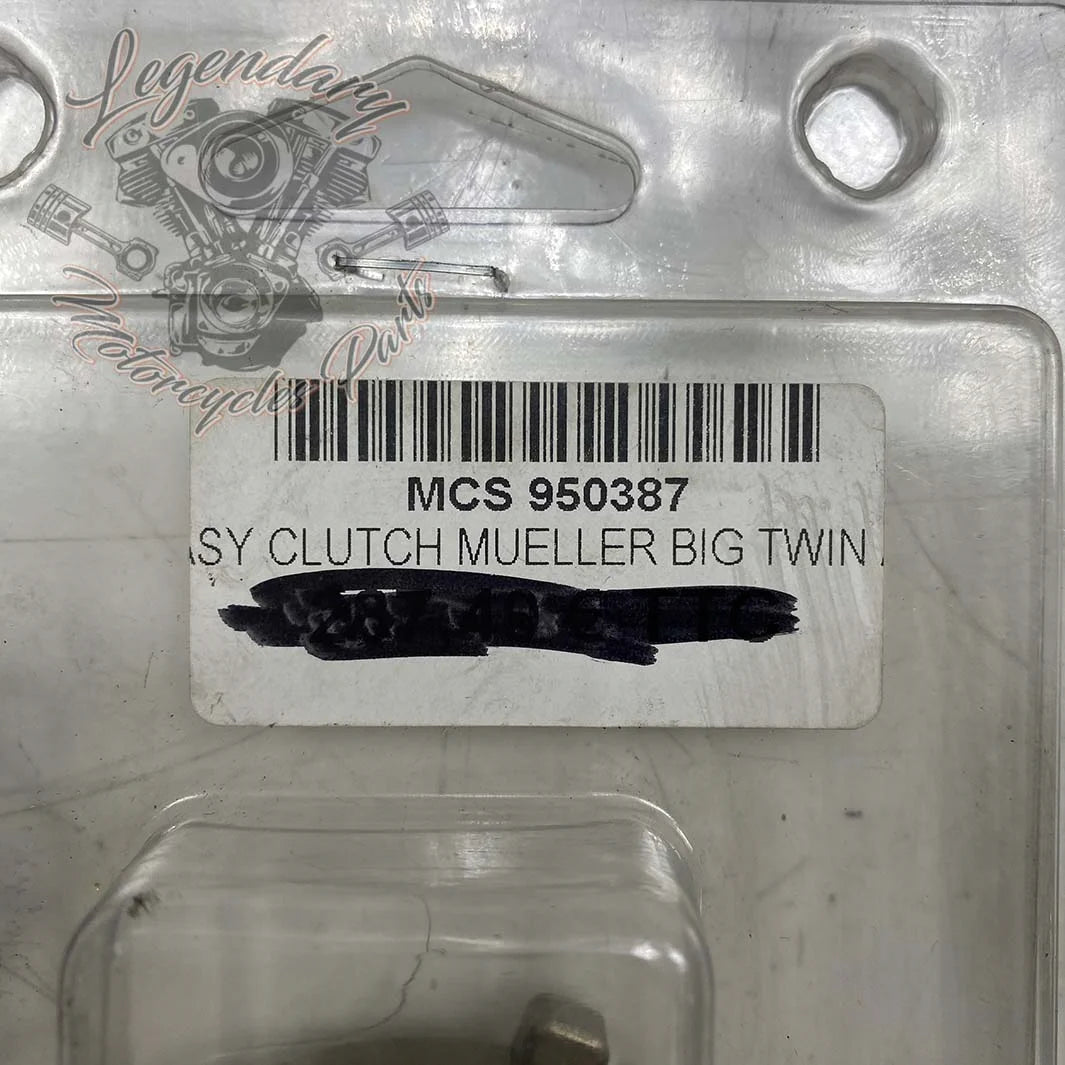 Legendary
Motorcycles Parts
MCS 950387
ASY CLUTCH MUELLER BIG TWIN